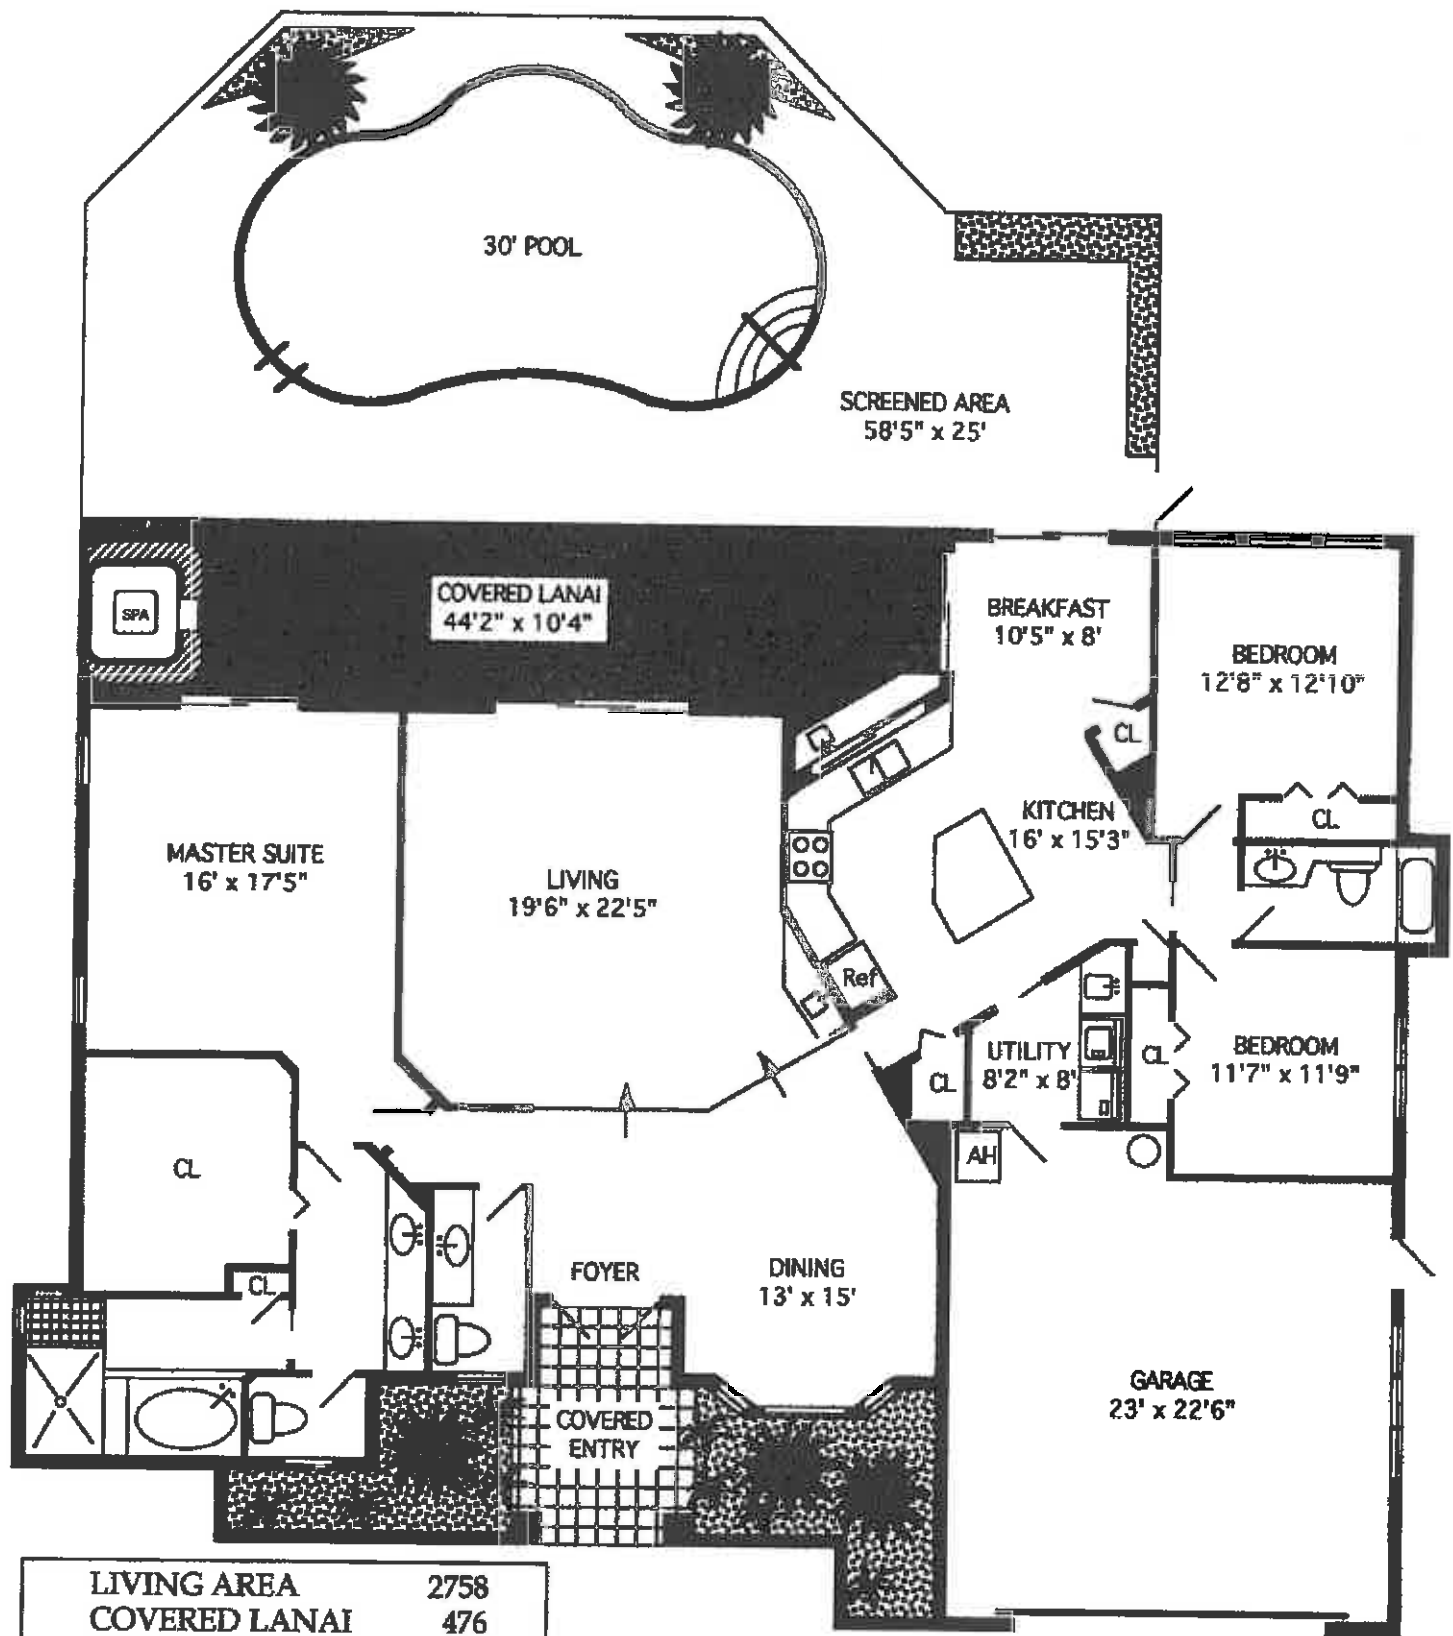 30' POOL
SCREENED AREA
58'5" x 25'
COVERED LANAI
44'2" x 10'4"
SPA
BREAKFAST
10'5" x 8'
BEDROOM
12'8" x 12'10"
CL
CL
KITCHEN
16' x 15'3"
MASTER SUITE
16' x 17'5"
LIVING
19'6" x 22'5"
Ref
UTILITY
8'2" x 8'
CL
CL
BEDROOM
11'7" x 11'9"
AH
CL
CL
FOYER
DINING
13' x 15'
GARAGE
23' x 22'6"
COVERED
ENTRY
LIVING AREA 2758
COVERED LANAI 476